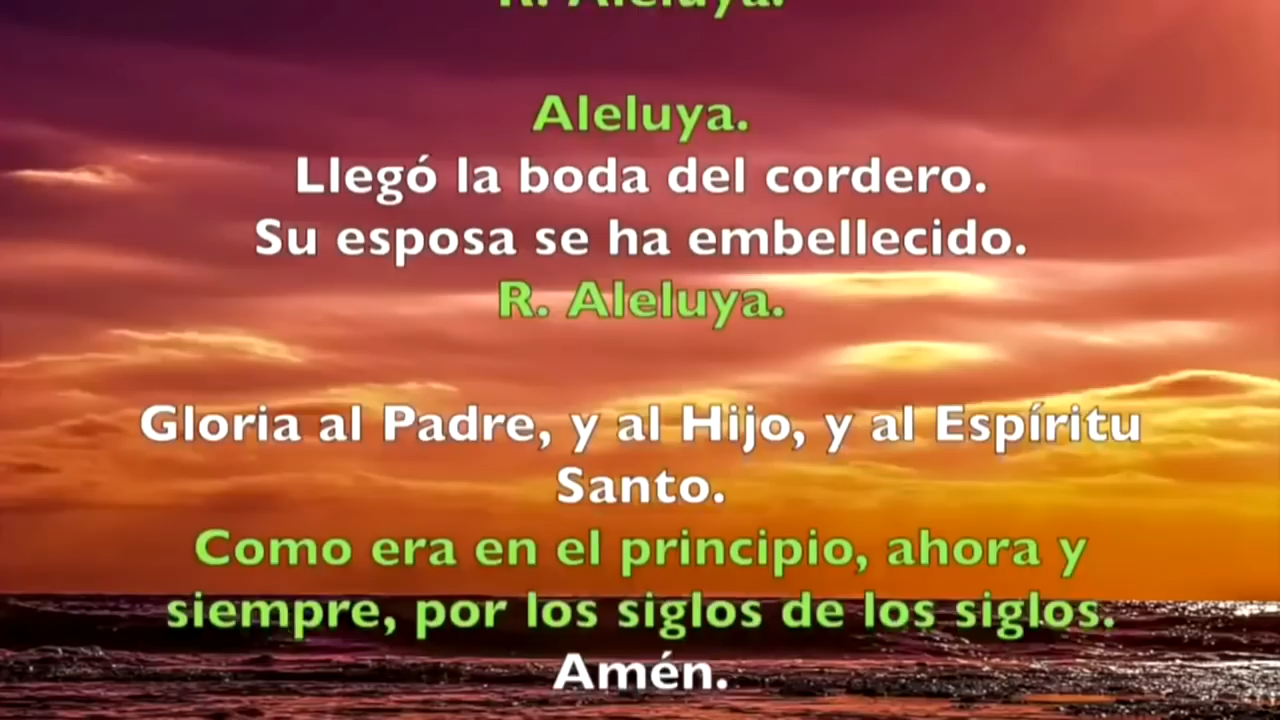 R. Aleluya.
Aleluya.
Llegó la boda del cordero.
Su esposa se ha embellecido.
R. Aleluya.
Gloria al Padre, y al Hijo, y al Espíritu
Santo.
Como era en el principio, ahora y
siempre, por los siglos de los siglos.
Amén.